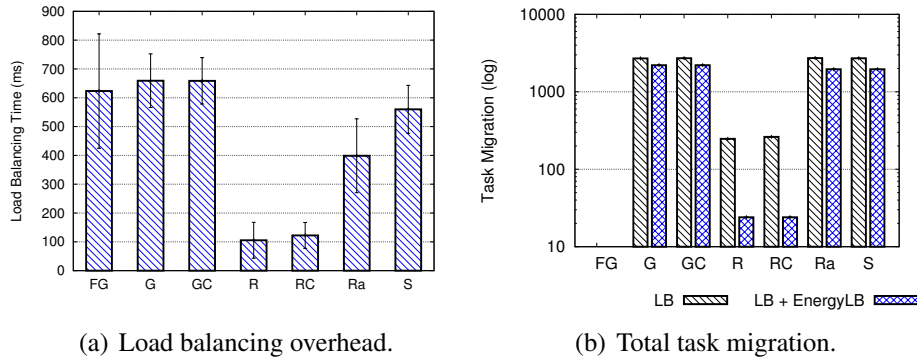 900
800
700
600
500
400
300
200
100
0
Load Balancing Time (ms)
FG G GC R RC Ra S
(a) Load balancing overhead.
10000
1000
100
10
Task Migration (log)
FG G GC R RC Ra S
LB LB + EnergyLB
(b) Total task migration.